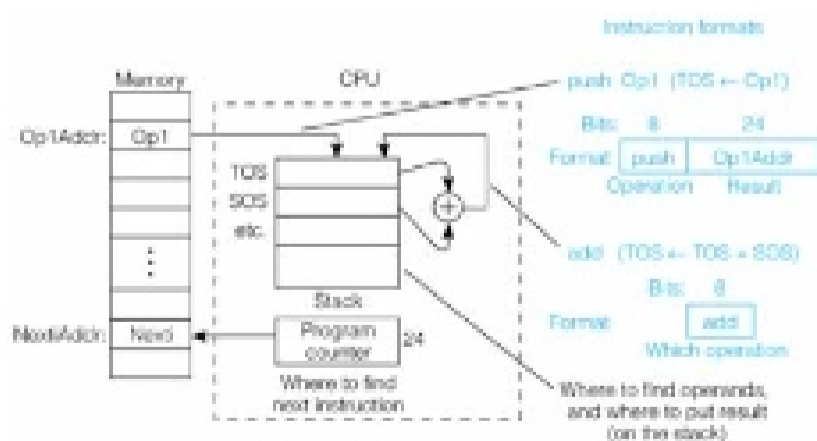 Instruction formats
Memory
CPU
push Op1 (TOS ← Op1)
Op1Addr:
Op1
Bits: 8 24
Format: push Op1Addr
Operation Result
TOS
SOS
etc.
add (TOS ← TOS + SOS)
Bits: 8
Format: add
Which operation
Stack
NextiAddr:
Nexti
Program
counter
24
Where to find
next instruction
Where to find operands,
and where to put result
(on the stack)